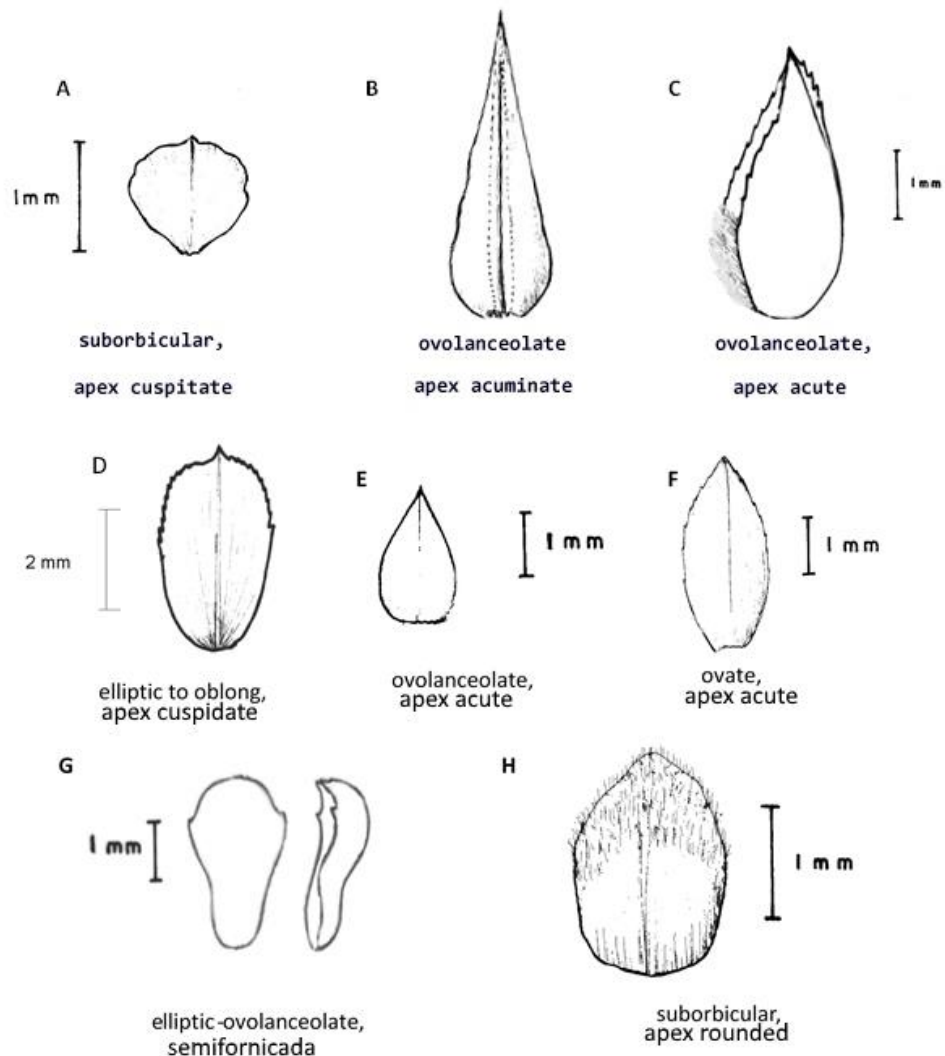 A
B
C
1mm
1mm
suborbicular,
apex cuspitate
ovolanceolate
apex acuminate
ovolanceolate,
apex acute
D
E
F
2 mm
1 mm
1 mm
elliptic to oblong,
apex cuspidate
ovolanceolate,
apex acute
ovate,
apex acute
G
H
1 mm
1 mm
elliptic-ovolanceolate,
semifornicada
suborbicular,
apex rounded